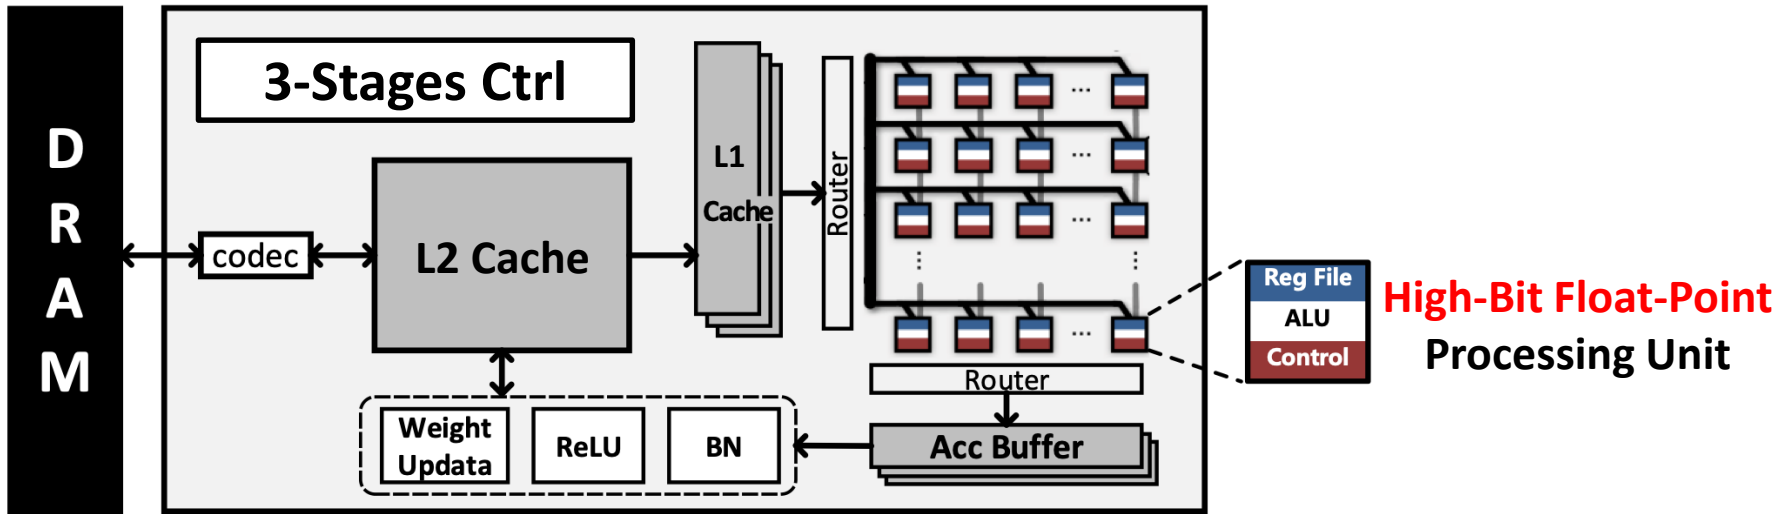 DRAM
3-Stages Ctrl
codec
L2 Cache
L1
Cache
Router
...
...
...
...
Reg File
ALU
Control
High-Bit Float-Point
Processing Unit
Router
Acc Buffer
Weight
Updata
ReLU
BN